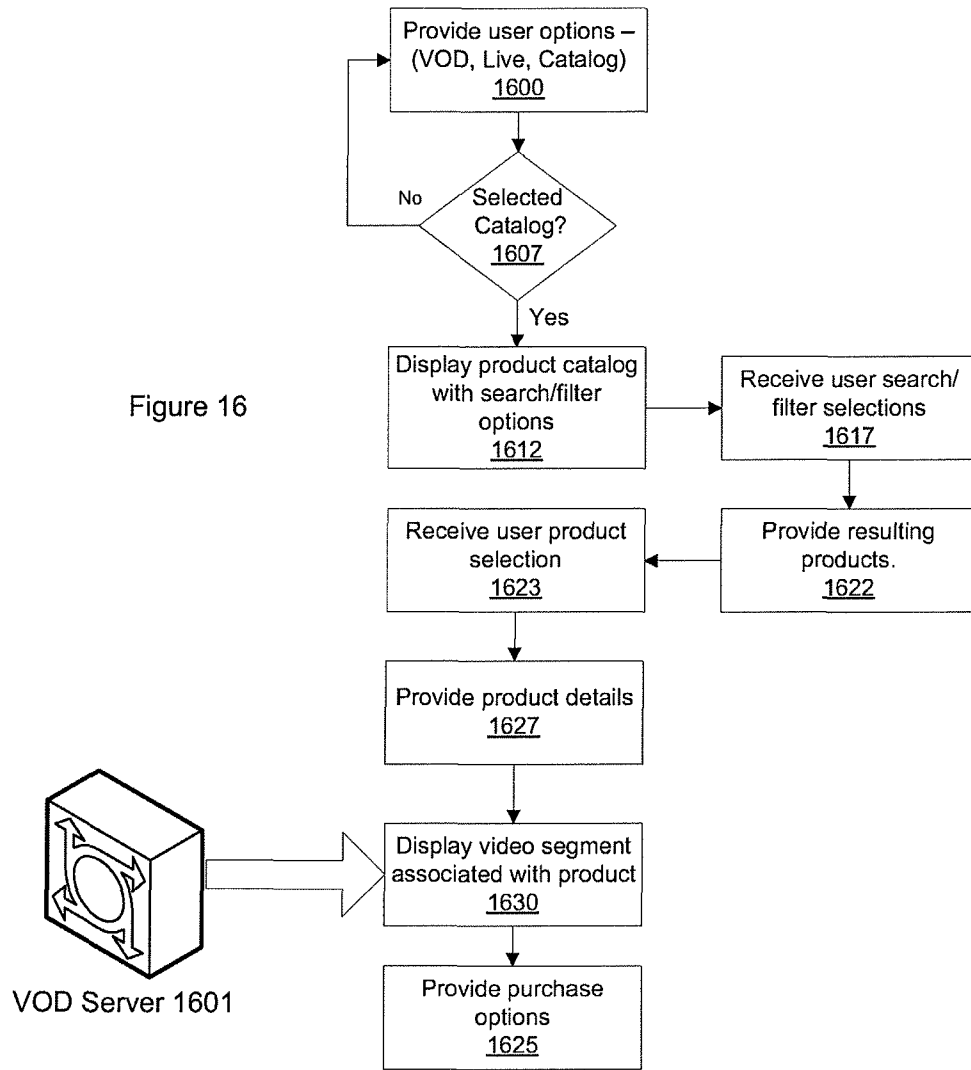 Provide user options –
(VOD, Live, Catalog)
1600
No
Selected
Catalog?
1607
Yes
Figure 16
Display product catalog
with search/filter
options
1612
Receive user search/
filter selections
1617
Receive user product
selection
1623
Provide resulting
products.
1622
Provide product details
1627
Display video segment
associated with product
1630
VOD Server 1601
Provide purchase
options
1625